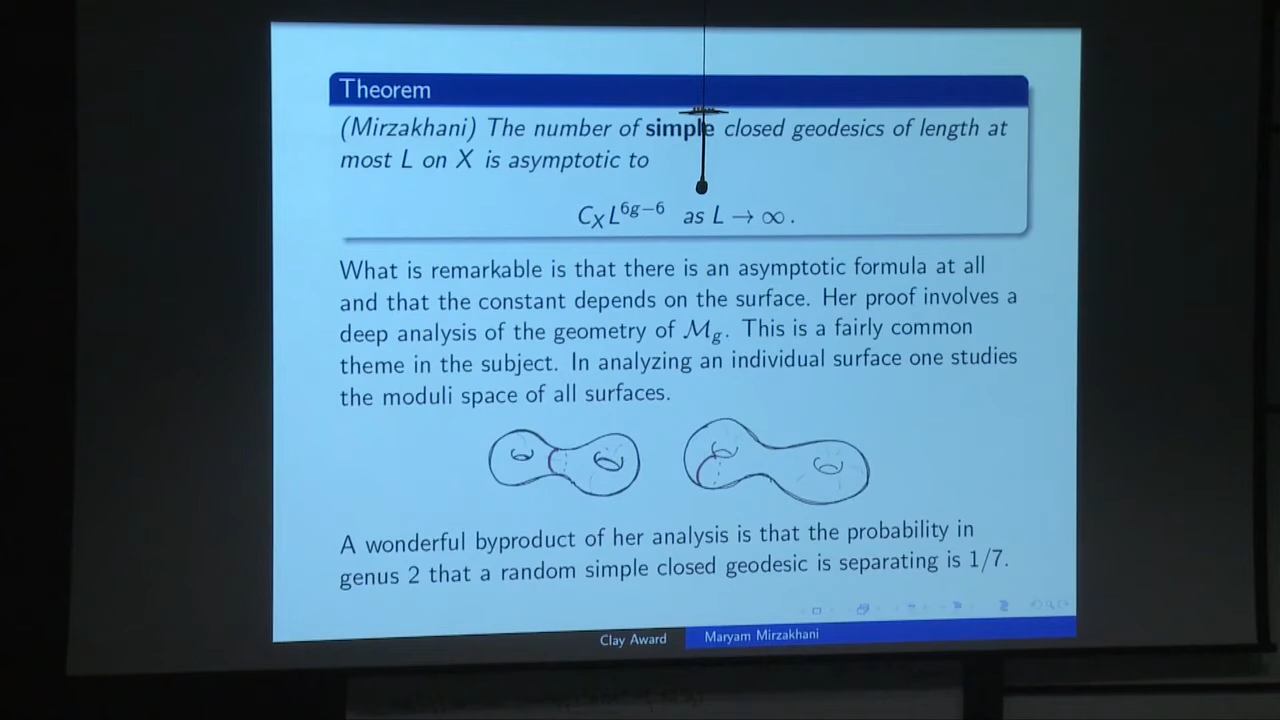 Theorem
(Mirzakhani) The number of simple closed geodesics of length at
most L on X is asymptotic to
C_X L^{6g−6} as L → ∞.
What is remarkable is that there is an asymptotic formula at all
and that the constant depends on the surface. Her proof involves a
deep analysis of the geometry of ℳ_g. This is a fairly common
theme in the subject. In analyzing an individual surface one studies
the moduli space of all surfaces.
A wonderful byproduct of her analysis is that the probability in
genus 2 that a random simple closed geodesic is separating is 1/7.
Clay Award Maryam Mirzakhani